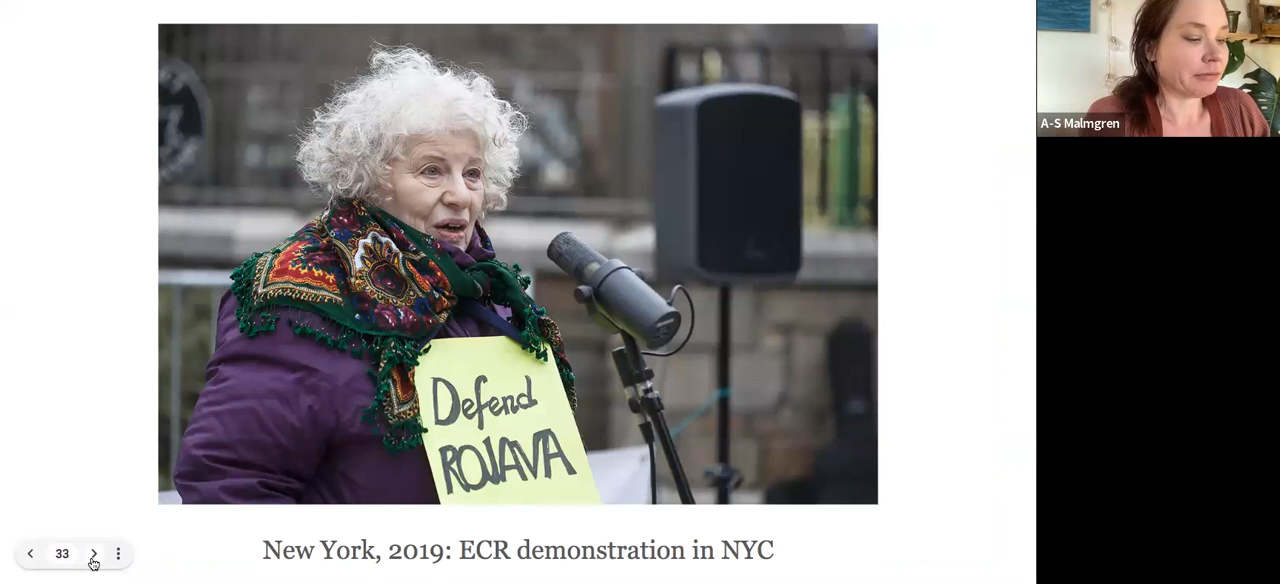 A-S Malmgren
Defend
ROJAVA
33
New York, 2019: ECR demonstration in NYC